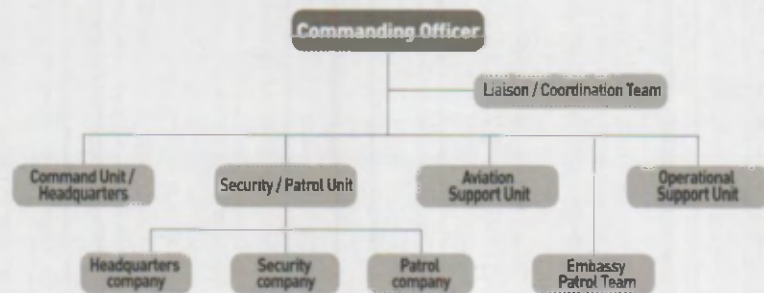 Commanding Officer
Liaison / Coordination Team
Command Unit /
Headquarters
Security / Patrol Unit
Aviation
Support Unit
Operational
Support Unit
Headquarters
company
Security
company
Patrol
company
Embassy
Patrol Team